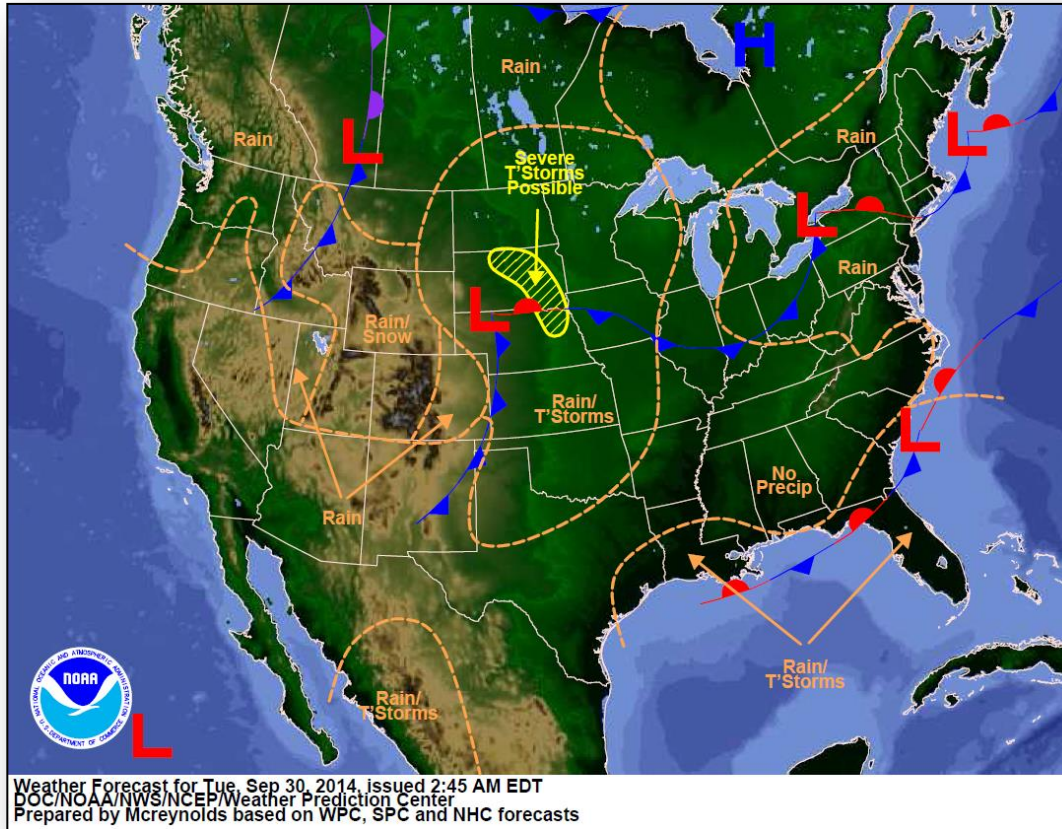 H
Rain
L
Rain
Rain
L
Severe
T'Storms
Possible
L
Rain
L
Rain/
Snow
Rain/
T'Storms
L
No
Precip
Rain
Rain/
T'Storms
Rain/
T'Storms
NATIONAL OCEANIC AND ATMOSPHERIC ADMINISTRATION
NOAA
U.S. DEPARTMENT OF COMMERCE
L
Weather Forecast for Tue, Sep 30, 2014, issued 2:45 AM EDT
DOC/NOAA/NWS/NCEP/Weather Prediction Center
Prepared by Mcreynolds based on WPC, SPC and NHC forecasts